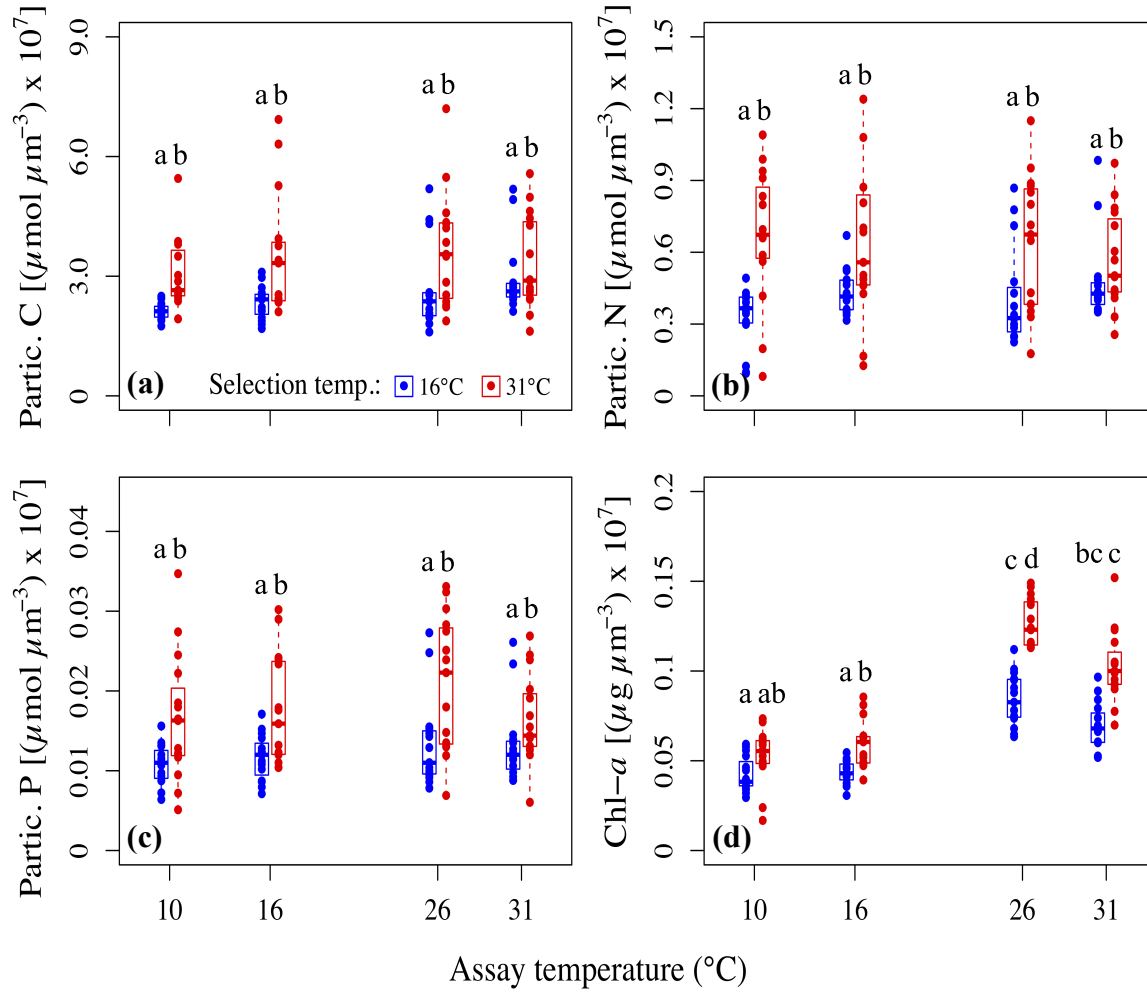 Partic. C [(μmol μm⁻³) x 10⁷]
9.0
6.0
3.0
0
a b
a b
a b
a b
(a)
Selection temp.: 16°C 31°C
Partic. N [(μmol μm⁻³) x 10⁷]
1.5
1.2
0.9
0.6
0.3
0
a b
a b
a b
a b
(b)
Partic. P [(μmol μm⁻³) x 10⁷]
0.04
0.03
0.02
0.01
0
a b
a b
a b
a b
(c)
10 16 26 31
Chl−a [(μg μm⁻³) x 10⁷]
0.2
0.15
0.1
0.05
0
a ab
a b
c d
bc c
(d)
10 16 26 31
Assay temperature (°C)